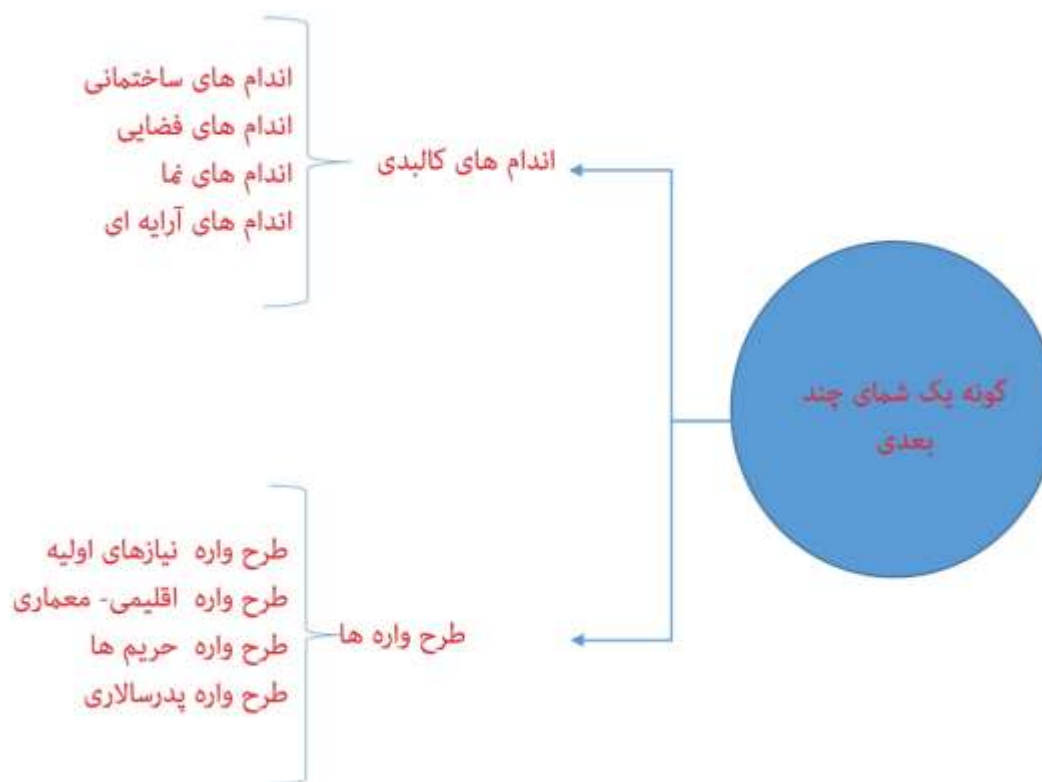 گونه یک شمای چند
بعدی
اندام های کالبدی
اندام های ساختمانی
اندام های فضایی
اندام های نما
اندام های آرایه ای
طرح واره ها
طرح واره نیازهای اولیه
طرح واره اقلیمی- معماری
طرح واره حریم ها
طرح واره پدرسالاری